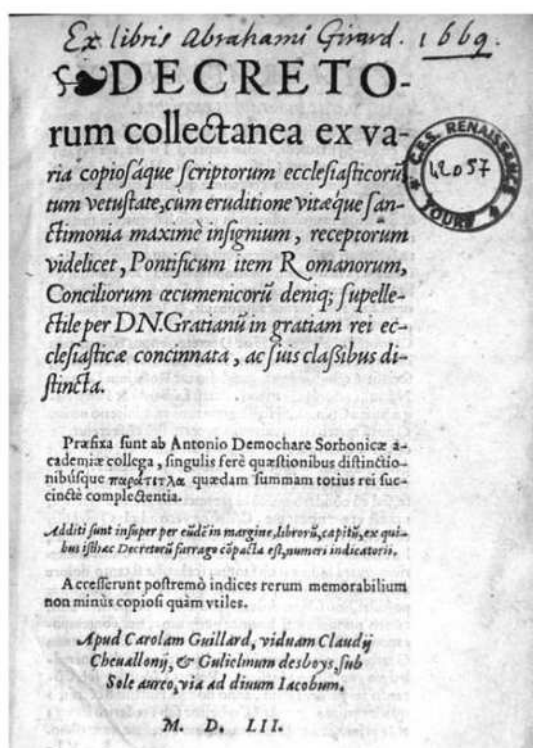 Ex libris Abrahami Girard. 1669.
DECRETO-
rum collectanea ex va-
ria copiosáque scriptorum ecclesiasticorũ
tum vetustate, cum eruditione vitæque san-
ctimonia maximè insignium, receptorum
videlicet, Pontificum item Romanorum,
Conciliorum œcumenicorũ deniq; supelle-
ctile per DN. Gratianũ in gratiam rei ec-
clesiasticæ concinnata, ac suis classibus di-
stincta.
C.E.S. RENAISSANCE
42057
TOURS
Præfixa sunt ab Antonio Demochare Sorbonicæ a-
cademiæ collega, singulis ferè quæstionibus distinctio-
nibúsque παρατιτλα quædam summam totius rei suc-
cinctè complectentia.
Additi sunt insuper per eũdẽ in margine, librorũ, capitũ, ex qui-
bus isthæc Decretorũ farrago cõpacta est, numeri indicatorii.
Accesserunt postremò indices rerum memorabilium
non minùs copiosi quàm vtiles.
Apud Carolam Guillard, viduam Claudij
Cheuallonij, & Gulielmum desboys, sub
Sole aureo, via ad diuum Iacobum.
M. D. LII.